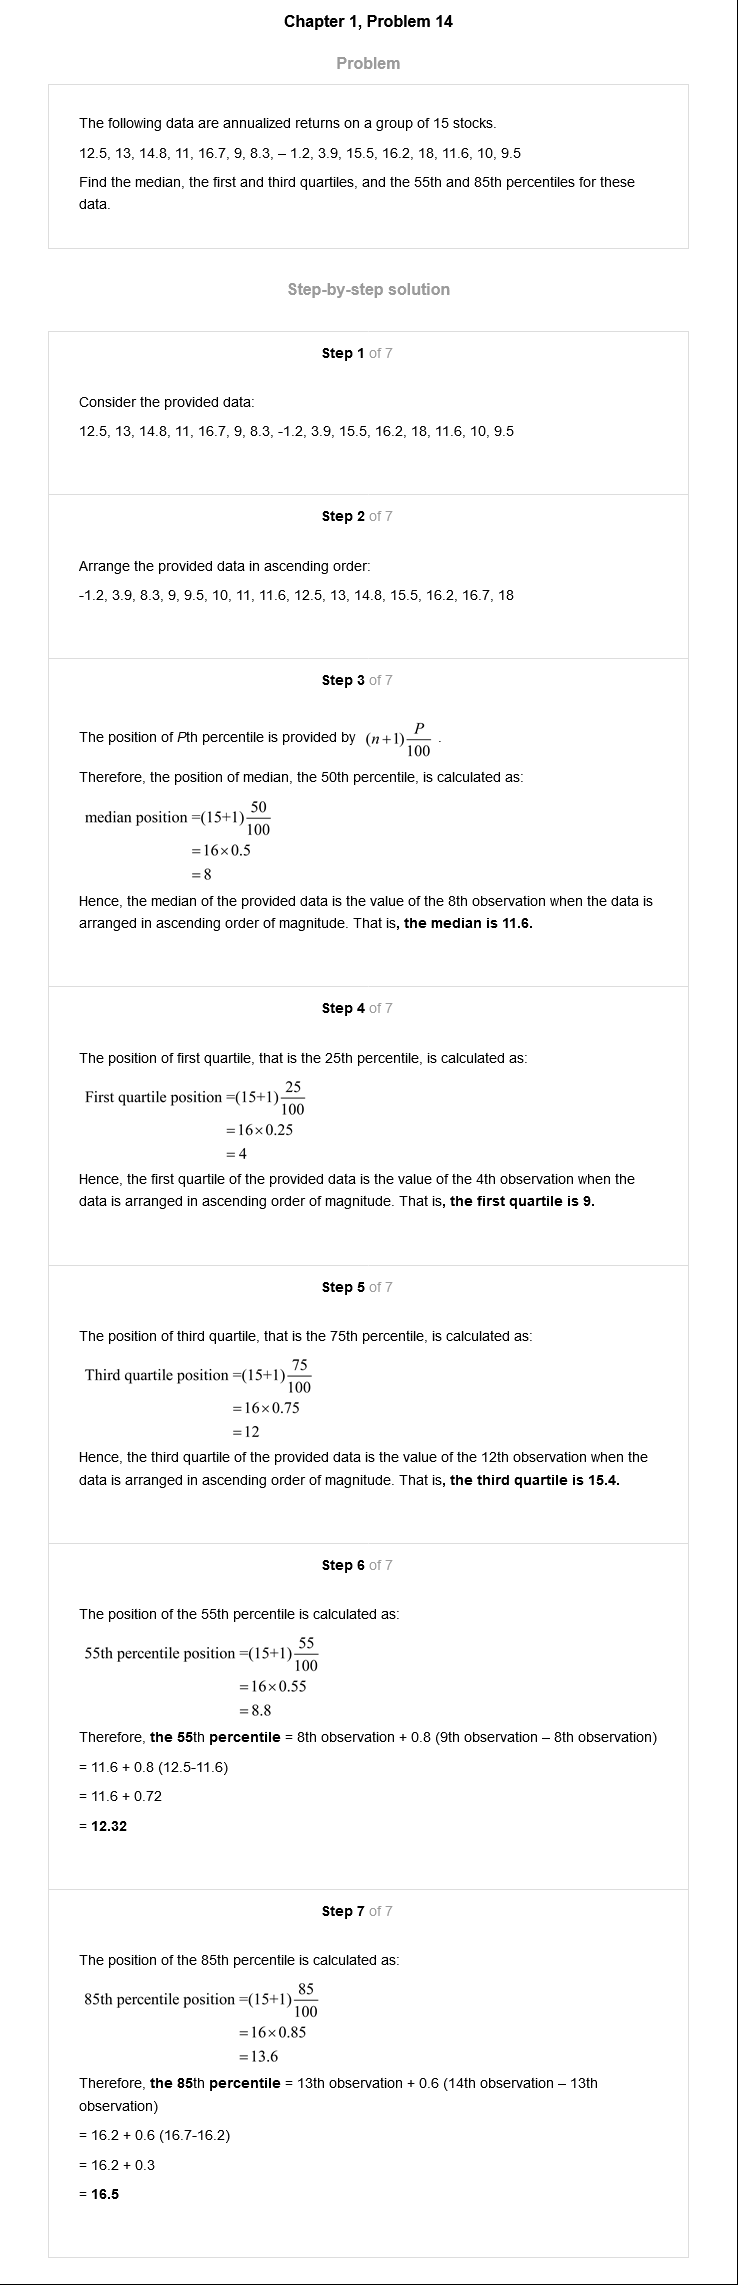 Chapter 1, Problem 14
Problem
The following data are annualized returns on a group of 15 stocks.
12.5, 13, 14.8, 11, 16.7, 9, 8.3, – 1.2, 3.9, 15.5, 16.2, 18, 11.6, 10, 9.5
Find the median, the first and third quartiles, and the 55th and 85th percentiles for these
data.
Step-by-step solution
Step 1 of 7
Consider the provided data:
12.5, 13, 14.8, 11, 16.7, 9, 8.3, -1.2, 3.9, 15.5, 16.2, 18, 11.6, 10, 9.5
Step 2 of 7
Arrange the provided data in ascending order:
-1.2, 3.9, 8.3, 9, 9.5, 10, 11, 11.6, 12.5, 13, 14.8, 15.5, 16.2, 16.7, 18
Step 3 of 7
The position of Pth percentile is provided by (n+1)P/100 .
Therefore, the position of median, the 50th percentile, is calculated as:
median position =(15+1)50/100
=16×0.5
=8
Hence, the median of the provided data is the value of the 8th observation when the data is
arranged in ascending order of magnitude. That is, the median is 11.6.
Step 4 of 7
The position of first quartile, that is the 25th percentile, is calculated as:
First quartile position =(15+1)25/100
=16×0.25
=4
Hence, the first quartile of the provided data is the value of the 4th observation when the
data is arranged in ascending order of magnitude. That is, the first quartile is 9.
Step 5 of 7
The position of third quartile, that is the 75th percentile, is calculated as:
Third quartile position =(15+1)75/100
=16×0.75
=12
Hence, the third quartile of the provided data is the value of the 12th observation when the
data is arranged in ascending order of magnitude. That is, the third quartile is 15.4.
Step 6 of 7
The position of the 55th percentile is calculated as:
55th percentile position =(15+1)55/100
=16×0.55
=8.8
Therefore, the 55th percentile = 8th observation + 0.8 (9th observation – 8th observation)
= 11.6 + 0.8 (12.5-11.6)
= 11.6 + 0.72
= 12.32
Step 7 of 7
The position of the 85th percentile is calculated as:
85th percentile position =(15+1)85/100
=16×0.85
=13.6
Therefore, the 85th percentile = 13th observation + 0.6 (14th observation – 13th
observation)
= 16.2 + 0.6 (16.7-16.2)
= 16.2 + 0.3
= 16.5